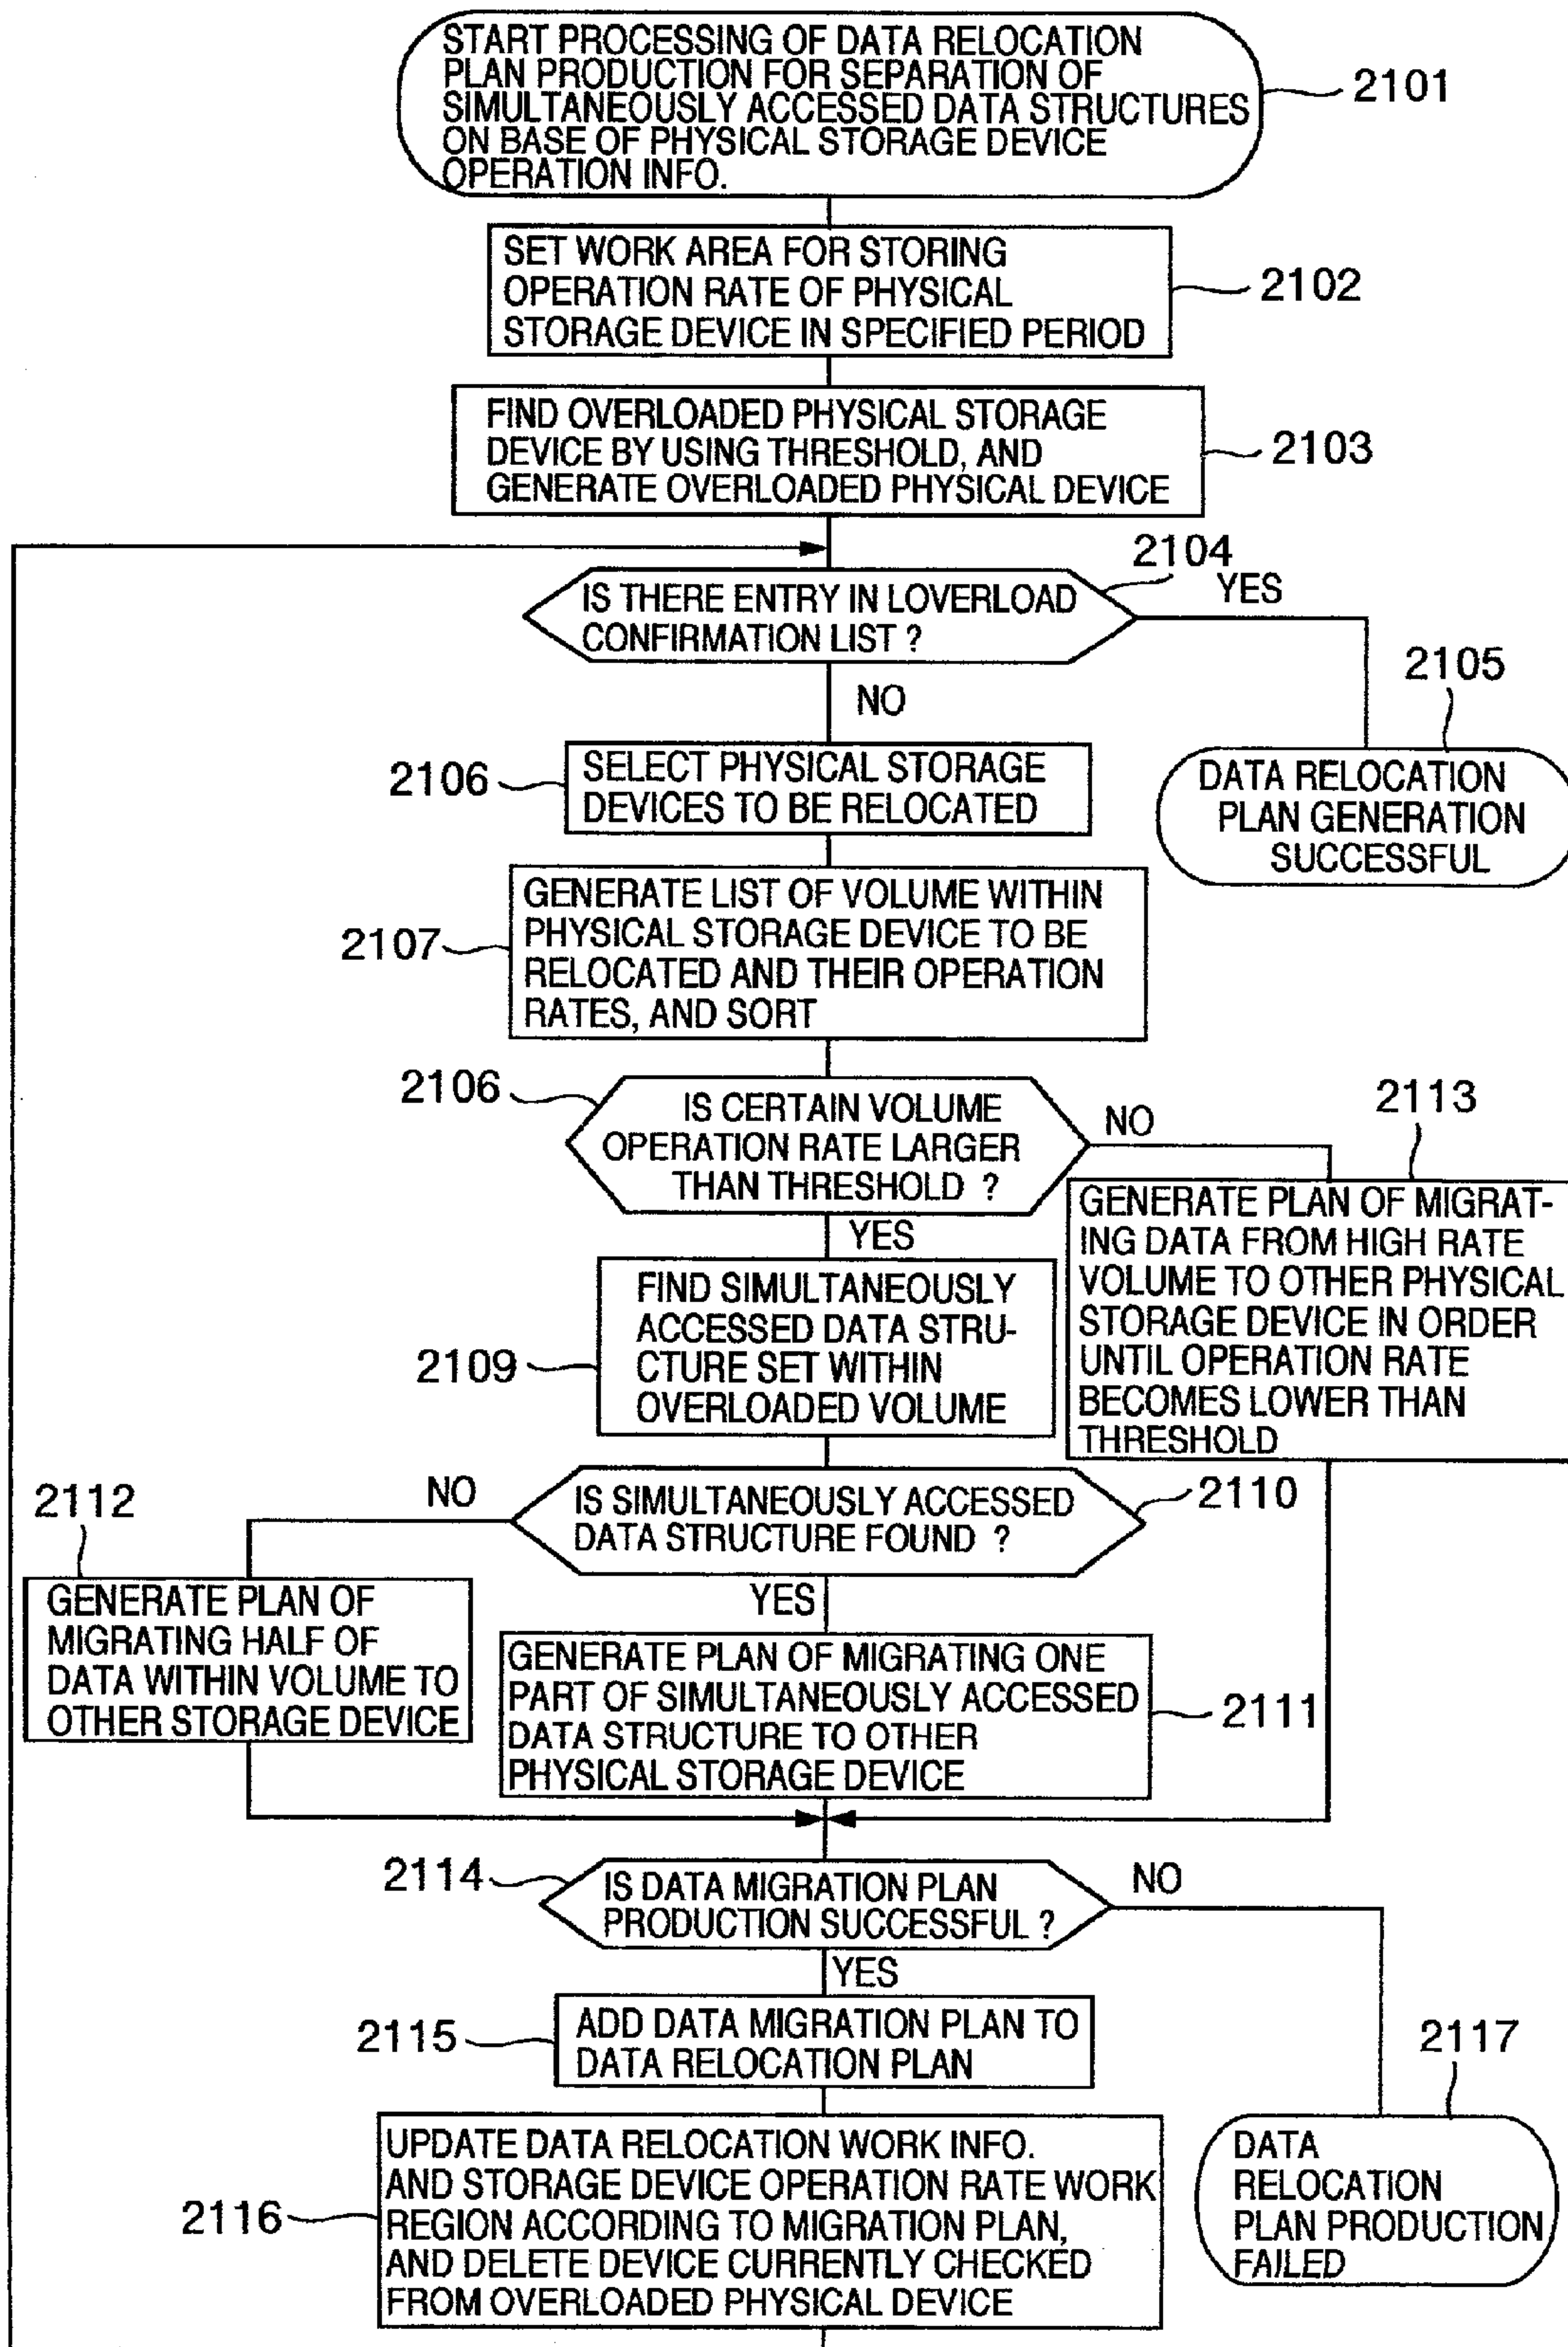 START PROCESSING OF DATA RELOCATION
PLAN PRODUCTION FOR SEPARATION OF
SIMULTANEOUSLY ACCESSED DATA STRUCTURES
ON BASE OF PHYSICAL STORAGE DEVICE
OPERATION INFO.
2101
SET WORK AREA FOR STORING
OPERATION RATE OF PHYSICAL
STORAGE DEVICE IN SPECIFIED PERIOD
2102
FIND OVERLOADED PHYSICAL STORAGE
DEVICE BY USING THRESHOLD, AND
GENERATE OVERLOADED PHYSICAL DEVICE
2103
2104
IS THERE ENTRY IN LOVERLOAD
CONFIRMATION LIST ?
YES
NO
2105
DATA RELOCATION
PLAN GENERATION
SUCCESSFUL
2106
SELECT PHYSICAL STORAGE
DEVICES TO BE RELOCATED
2107
GENERATE LIST OF VOLUME WITHIN
PHYSICAL STORAGE DEVICE TO BE
RELOCATED AND THEIR OPERATION
RATES, AND SORT
2106
IS CERTAIN VOLUME
OPERATION RATE LARGER
THAN THRESHOLD ?
NO
YES
2113
GENERATE PLAN OF MIGRAT-
ING DATA FROM HIGH RATE
VOLUME TO OTHER PHYSICAL
STORAGE DEVICE IN ORDER
UNTIL OPERATION RATE
BECOMES LOWER THAN
THRESHOLD
2109
FIND SIMULTANEOUSLY
ACCESSED DATA STRU-
CTURE SET WITHIN
OVERLOADED VOLUME
2110
IS SIMULTANEOUSLY ACCESSED
DATA STRUCTURE FOUND ?
NO
YES
2112
GENERATE PLAN OF
MIGRATING HALF OF
DATA WITHIN VOLUME TO
OTHER STORAGE DEVICE
GENERATE PLAN OF MIGRATING ONE
PART OF SIMULTANEOUSLY ACCESSED
DATA STRUCTURE TO OTHER
PHYSICAL STORAGE DEVICE
2111
2114
IS DATA MIGRATION PLAN
PRODUCTION SUCCESSFUL ?
NO
YES
2115
ADD DATA MIGRATION PLAN TO
DATA RELOCATION PLAN
2117
DATA
RELOCATION
PLAN PRODUCTION
FAILED
2116
UPDATE DATA RELOCATION WORK INFO.
AND STORAGE DEVICE OPERATION RATE WORK
REGION ACCORDING TO MIGRATION PLAN,
AND DELETE DEVICE CURRENTLY CHECKED
FROM OVERLOADED PHYSICAL DEVICE